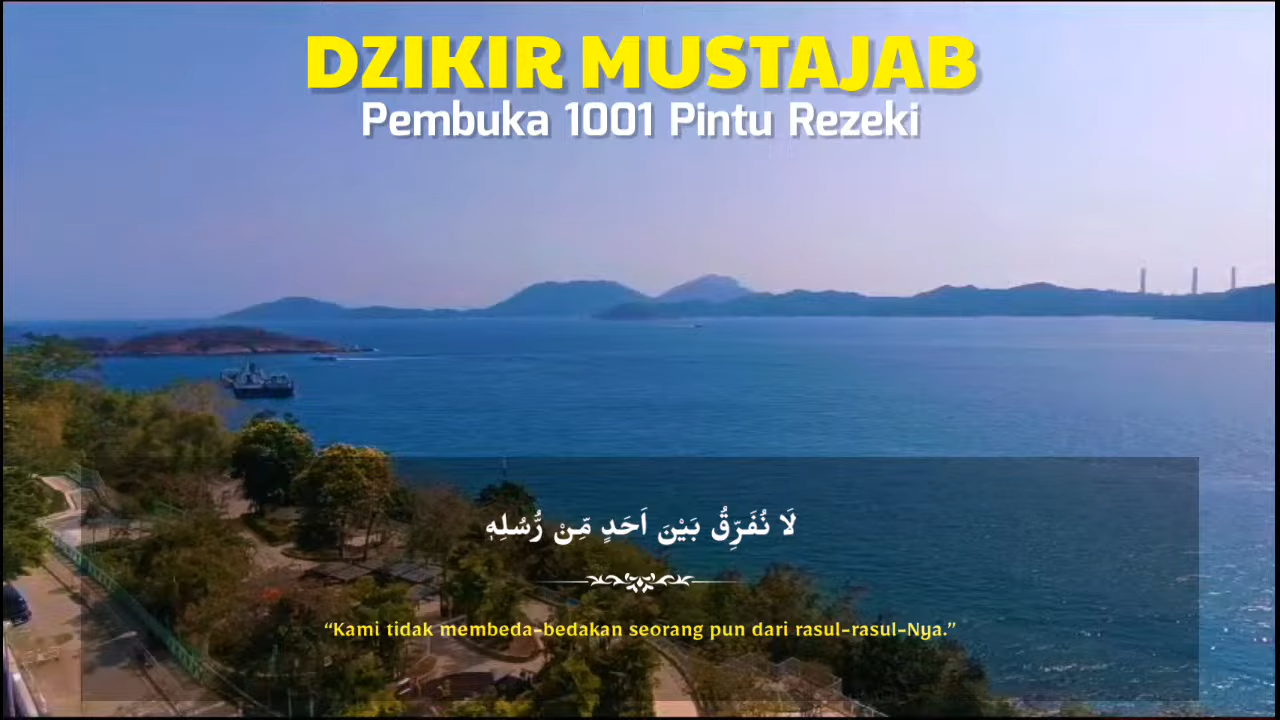 DZIKIR MUSTAJAB
Pembuka 1001 Pintu Rezeki
لَا نُفَرِّقُ بَيْنَ اَحَدٍ مِّنْ رُّسُلِهٖ
“Kami tidak membeda-bedakan seorang pun dari rasul-rasul-Nya.”